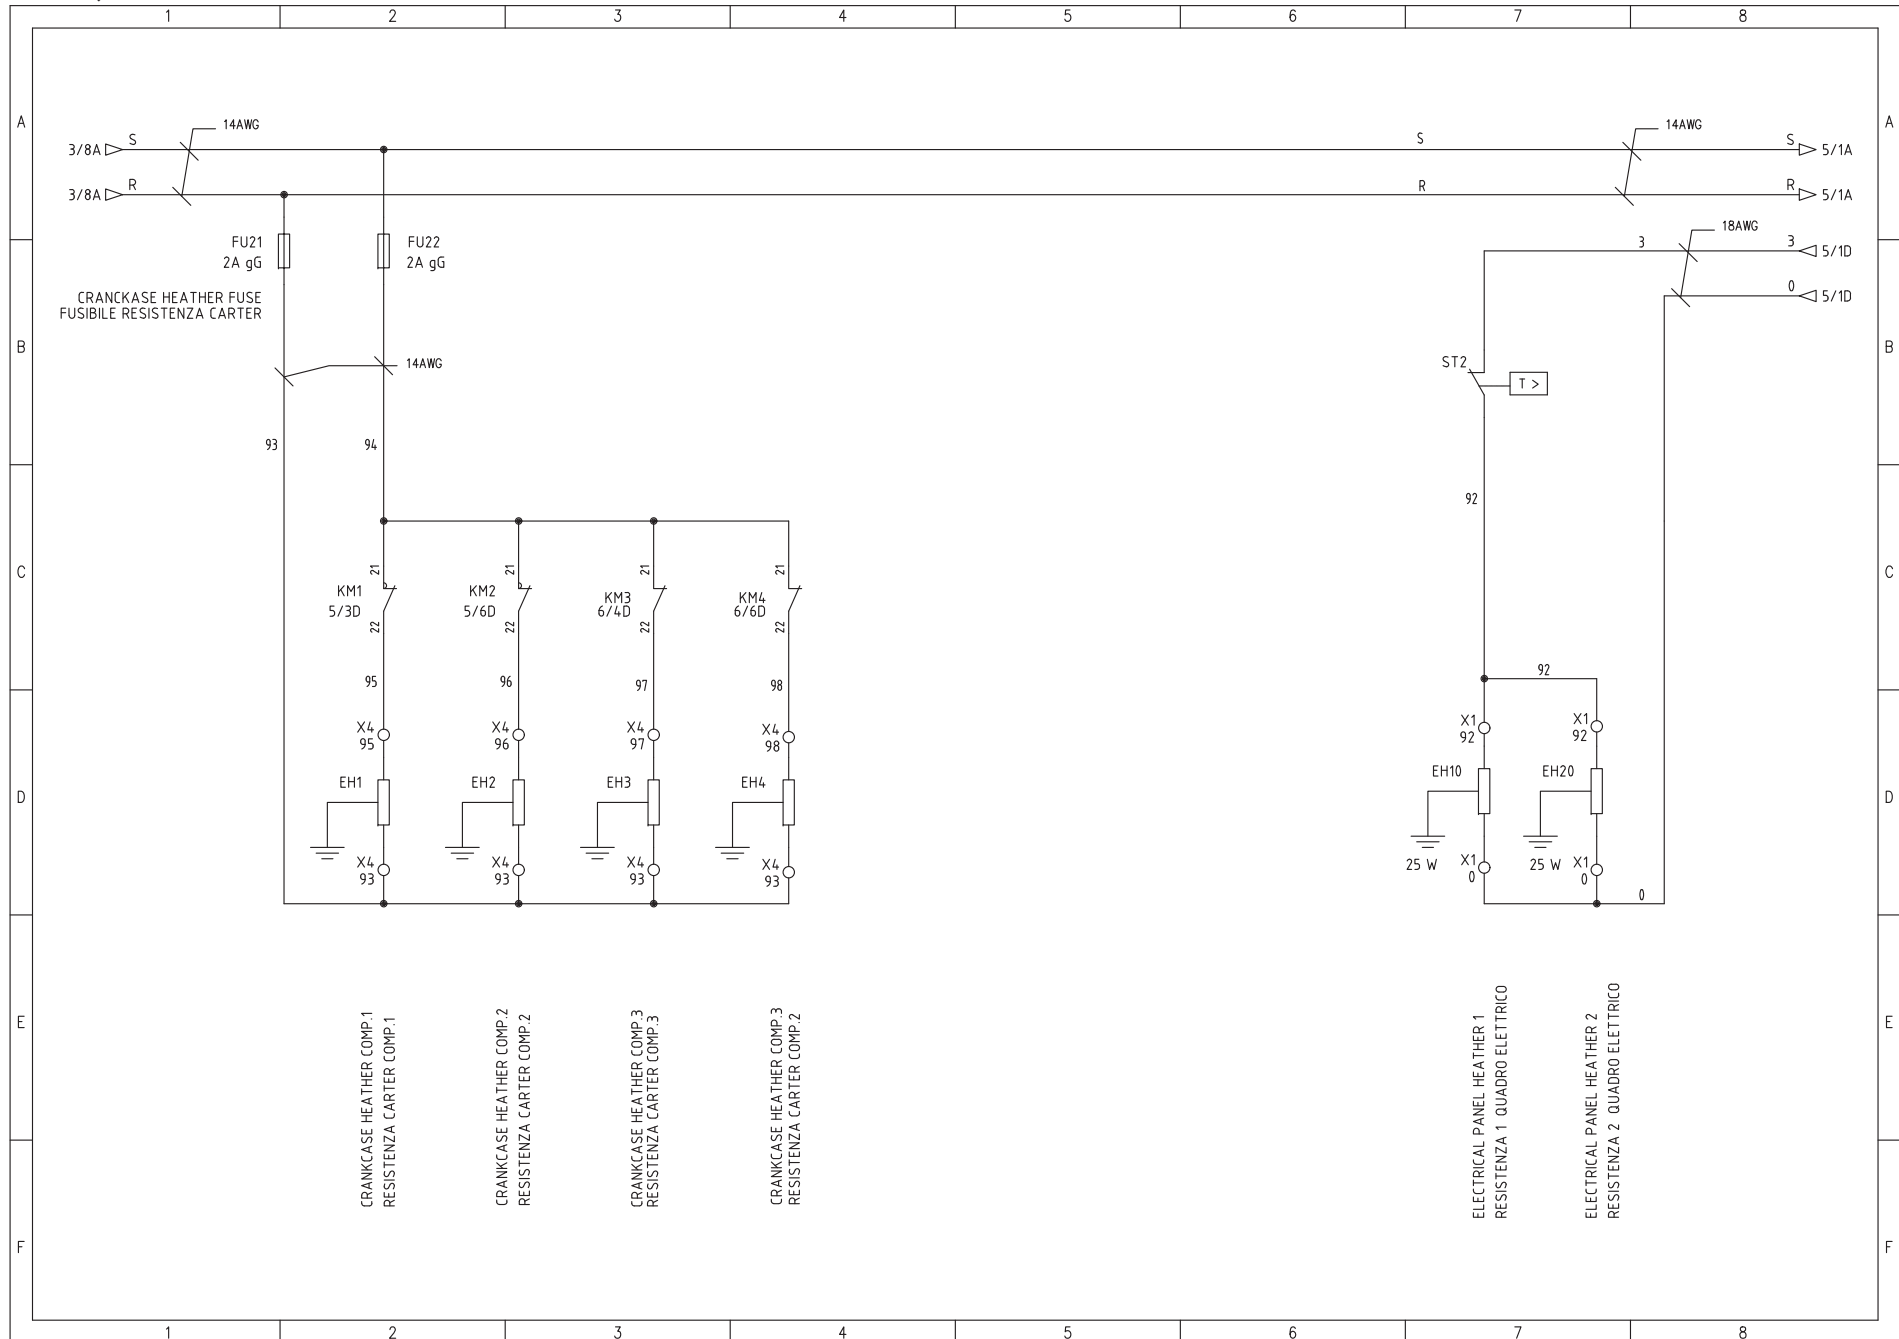 1 2 3 4 5 6 7 8
A A
14AWG 14AWG
3/8A S S S 5/1A
3/8A R R R 5/1A
18AWG
FU21 FU22 3 3 5/1D
2A gG 2A gG
0 5/1D
CRANCKASE HEATHER FUSE
FUSIBILE RESISTENZA CARTER
B B
14AWG ST2 T >
93 94
92
C C
21 21 21 21
KM1 KM2 KM3 KM4
5/3D 5/6D 6/4D 6/6D
22 22 22 22
92
95 96 97 98
X4 X4 X4 X4 X1 X1
95 96 97 98 92 92
EH1 EH2 EH3 EH4 EH10 EH20
D D
X4 X4 X4 X4 25 W X1 25 W X1
93 93 93 93 0 0
0
E E
CRANKCASE HEATHER COMP.1
RESISTENZA CARTER COMP.1
CRANKCASE HEATHER COMP.2
RESISTENZA CARTER COMP.2
CRANKCASE HEATHER COMP.3
RESISTENZA CARTER COMP.3
CRANKCASE HEATHER COMP.3
RESISTENZA CARTER COMP.2
ELECTRICAL PANEL HEATHER 1
RESISTENZA 1 QUADRO ELETTRICO
ELECTRICAL PANEL HEATHER 2
RESISTENZA 2 QUADRO ELETTRICO
F F
1 2 3 4 5 6 7 8